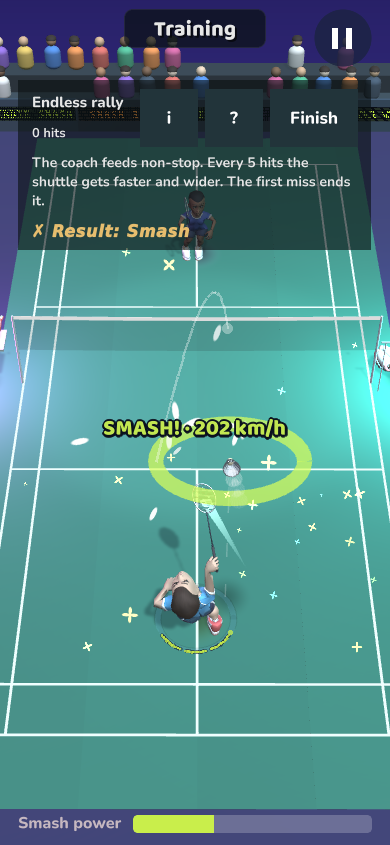 Training
Endless rally
0 hits
i
?
Finish
The coach feeds non-stop. Every 5 hits the
shuttle gets faster and wider. The first miss ends
it.
✗ Result: Smash
SMASH! • 202 km/h
Smash power